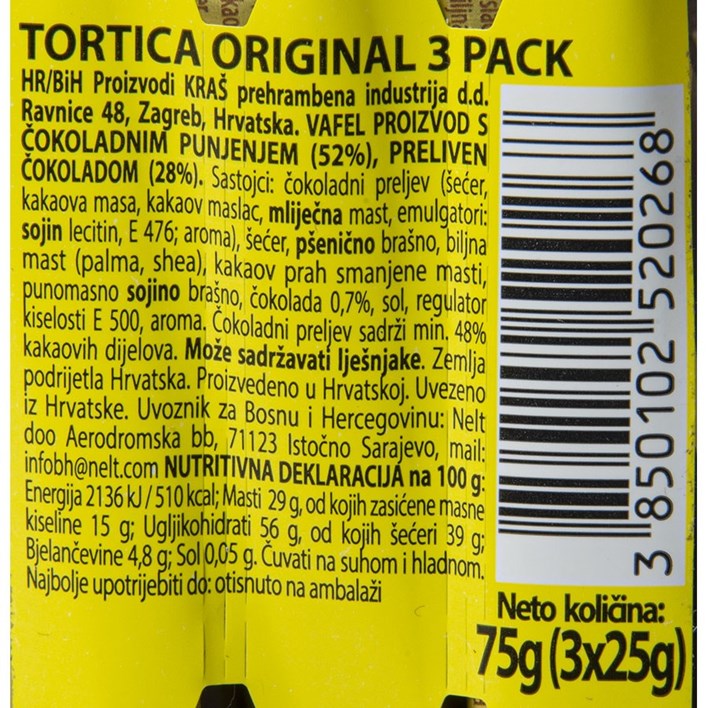 TORTICA ORIGINAL 3 PACK
HR/BiH Proizvodi KRAŠ prehrambena industrija d.d.
Ravnice 48, Zagreb, Hrvatska. VAFEL PROIZVOD S
ČOKOLADNIM PUNJENJEM (52%), PRELIVEN
ČOKOLADOM (28%). Sastojci: čokoladni preljev (šećer,
kakaova masa, kakaov maslac, mliječna mast, emulgatori:
sojin lecitin, E 476; aroma), šećer, pšenično brašno, biljna
mast (palma, shea), kakaov prah smanjene masti,
punomasno sojino brašno, čokolada 0,7%, sol, regulator
kiselosti E 500, aroma. Čokoladni preljev sadrži min. 48%
kakaovih dijelova. Može sadržavati lješnjake. Zemlja
podrijetla Hrvatska. Proizvedeno u Hrvatskoj. Uvezeno
iz Hrvatske. Uvoznik za Bosnu i Hercegovinu: Nelt
doo Aerodromska bb, 71123 Istočno Sarajevo, mail:
infobh@nelt.com NUTRITIVNA DEKLARACIJA na 100 g:
Energija 2136 kJ / 510 kcal; Masti 29 g, od kojih zasićene masne
kiseline 15 g; Ugljikohidrati 56 g, od kojih šećeri 39 g;
Bjelančevine 4,8 g; Sol 0,05 g. Čuvati na suhom i hladnom.
Najbolje upotrijebiti do: otisnuto na ambalaži
3 850102 520268
Neto količina:
75g (3x25g)